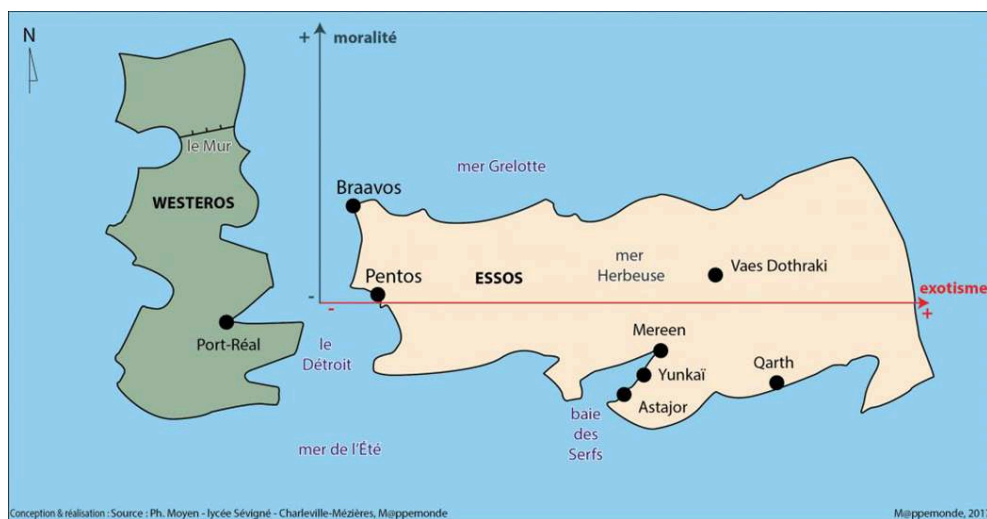 N
+ moralité
le Mur
WESTEROS
mer Grelotte
Braavos
Pentos
ESSOS
mer
Herbeuse
Vaes Dothraki
-
-
exotisme
+
Port-Réal
le
Détroit
Mereen
Yunkaï
Astajor
Qarth
baie
des
Serfs
mer de l'Été
Conception & réalisation : Source : Ph. Moyen - lycée Sévigné - Charleville-Mézières, M@ppemonde
M@ppemonde, 2017